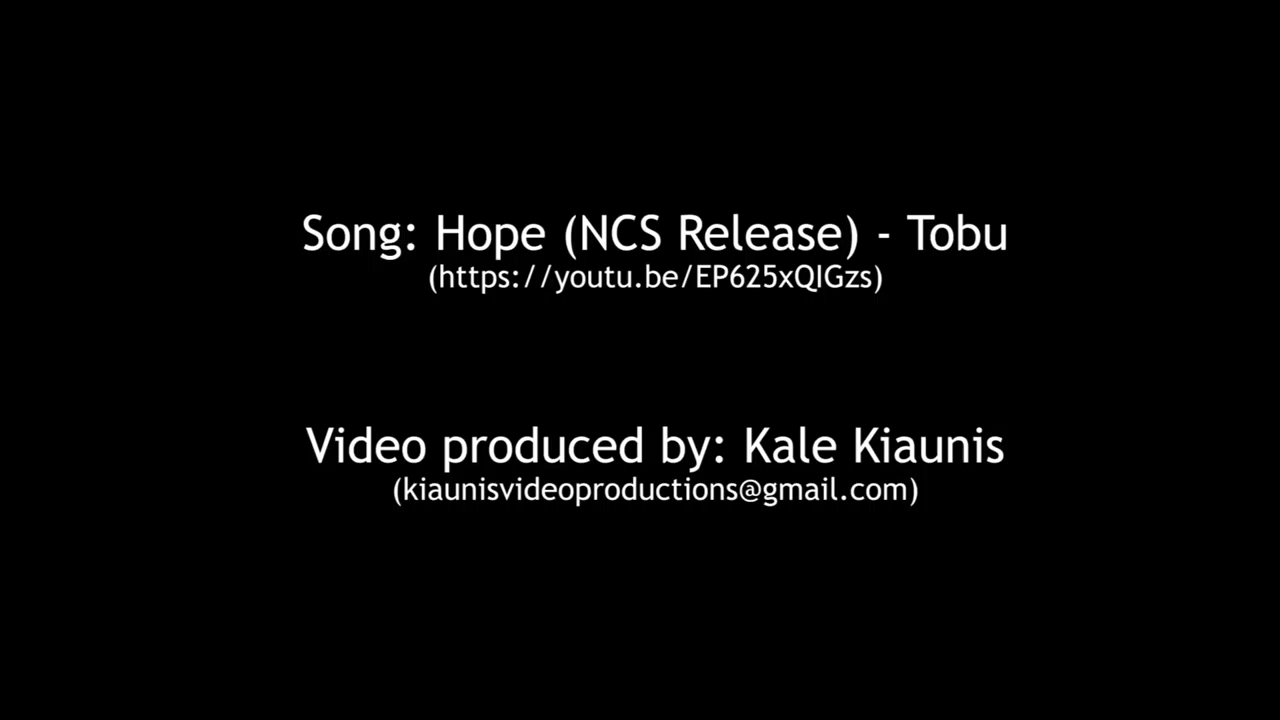 Song: Hope (NCS Release) - Tobu
(https://youtu.be/EP625xQIGzs)
Video produced by: Kale Kiaunis
(kiaunisvideoproductions@gmail.com)